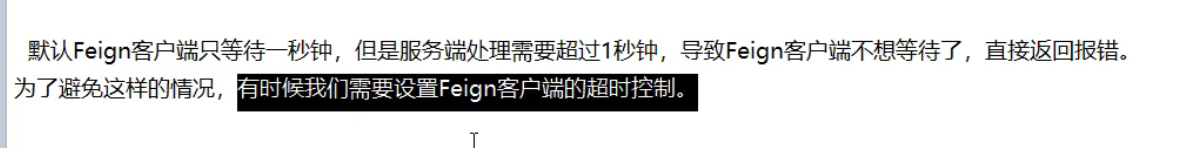 默认Feign客户端只等待一秒钟，但是服务端处理需要超过1秒钟，导致Feign客户端不想等待了，直接返回报错。
为了避免这样的情况，有时候我们需要设置Feign客户端的超时控制。